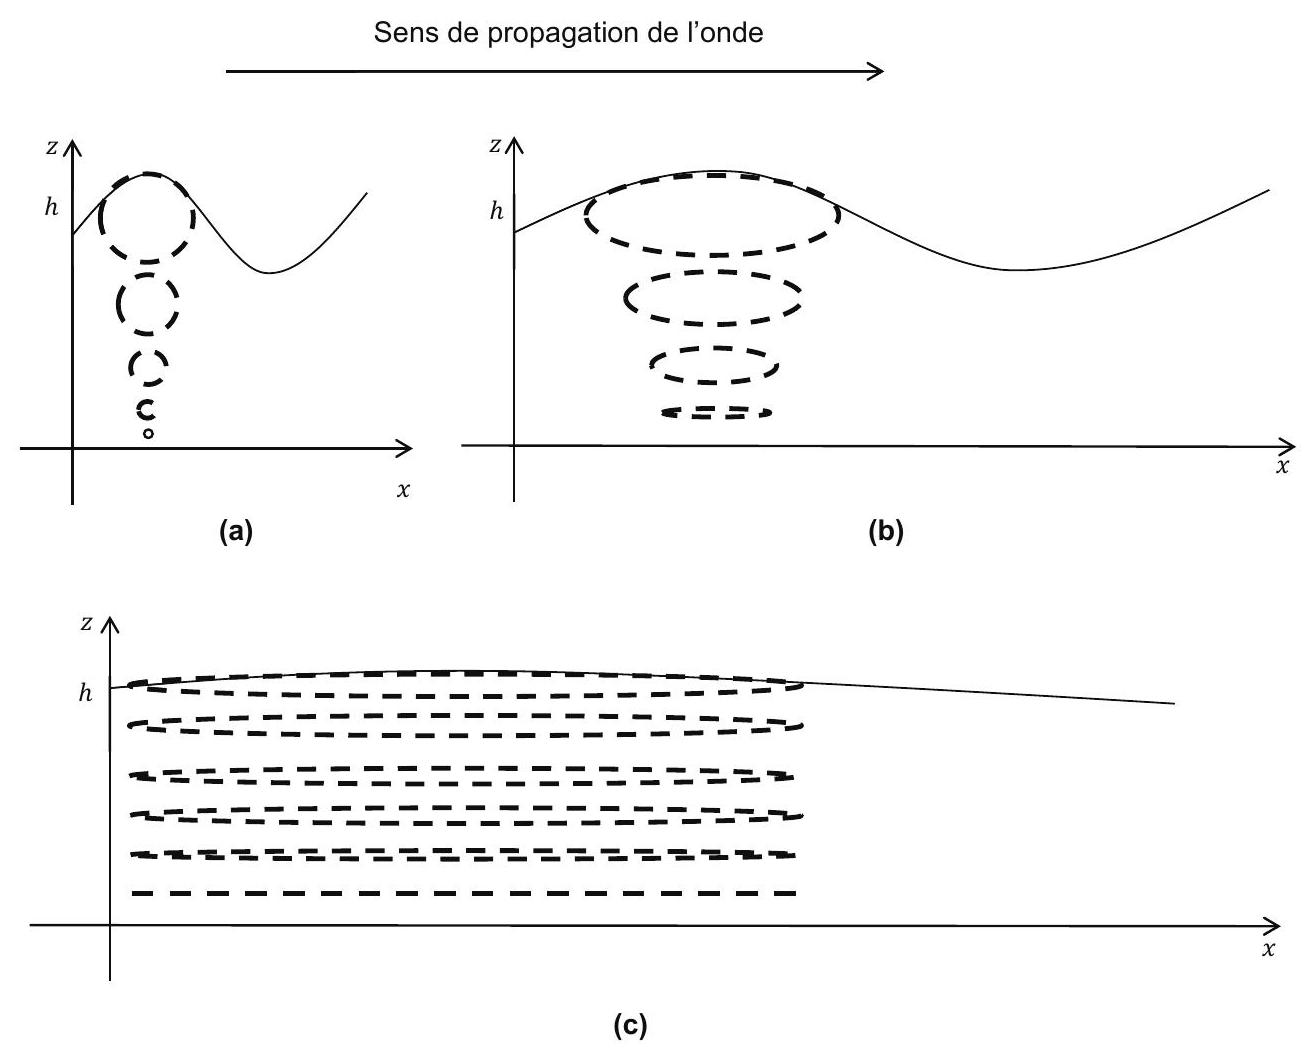 Sens de propagation de l’onde
z
h
z
h
x
x
(a)
(b)
z
h
x
(c)